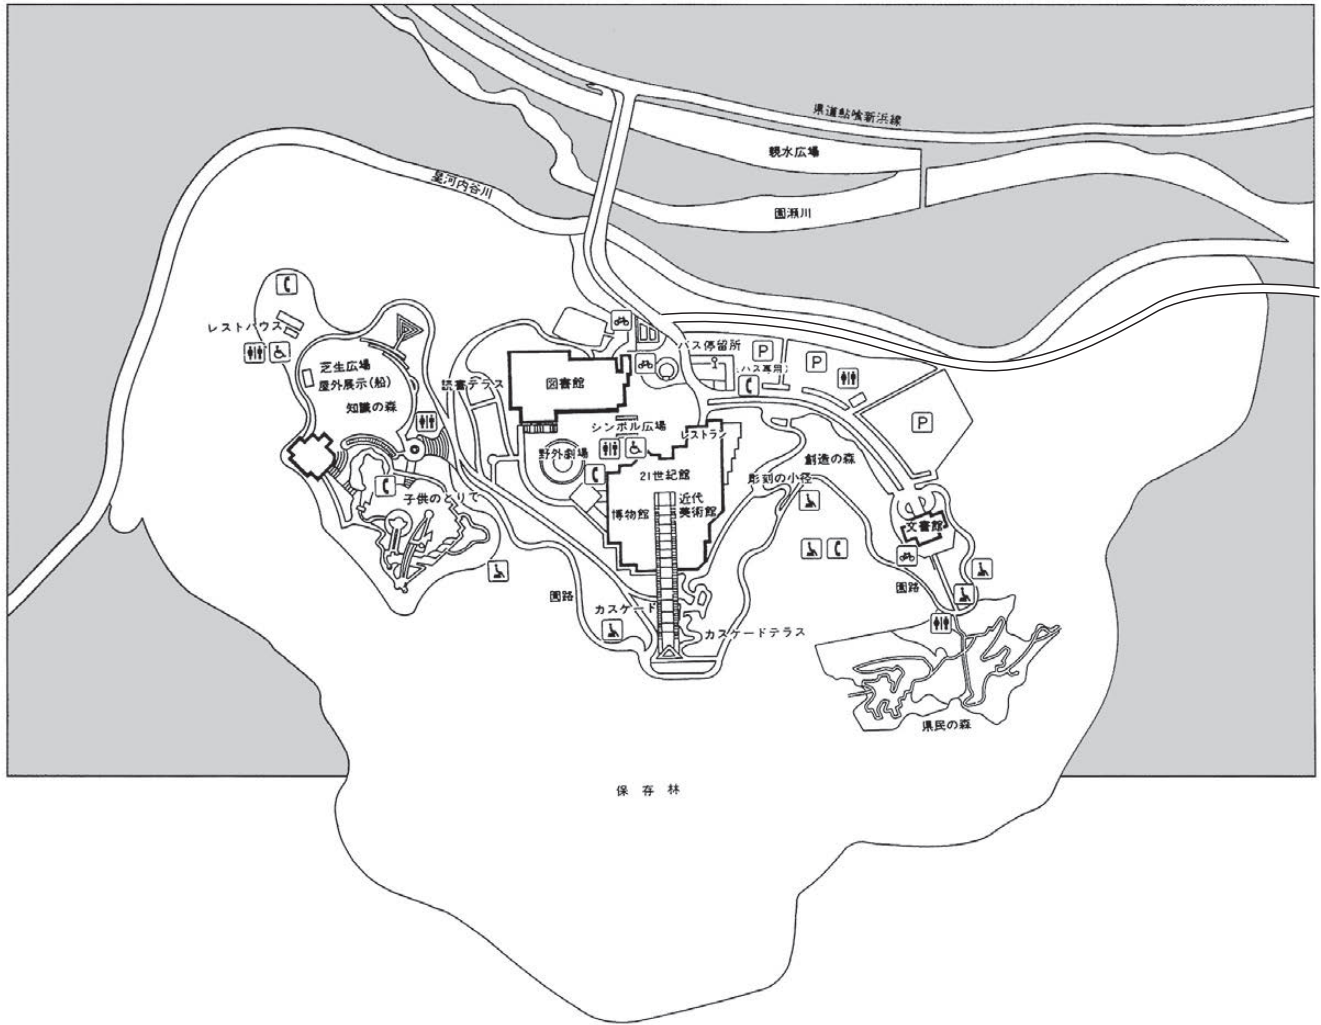 県道鮎喰新浜線
親水広場
星河内谷川
園瀬川
レストハウス
バス停留所
P
P
(バス専用)
芝生広場
屋外展示(船)
読書テラス
図書館
知識の森
P
シンボル広場
レストラン
野外劇場
創造の森
21世紀館
彫刻の小径
子供のとりで
近代
美術館
博物館
文書館
園路
園路
カスケード
カスケードテラス
県民の森
保存林